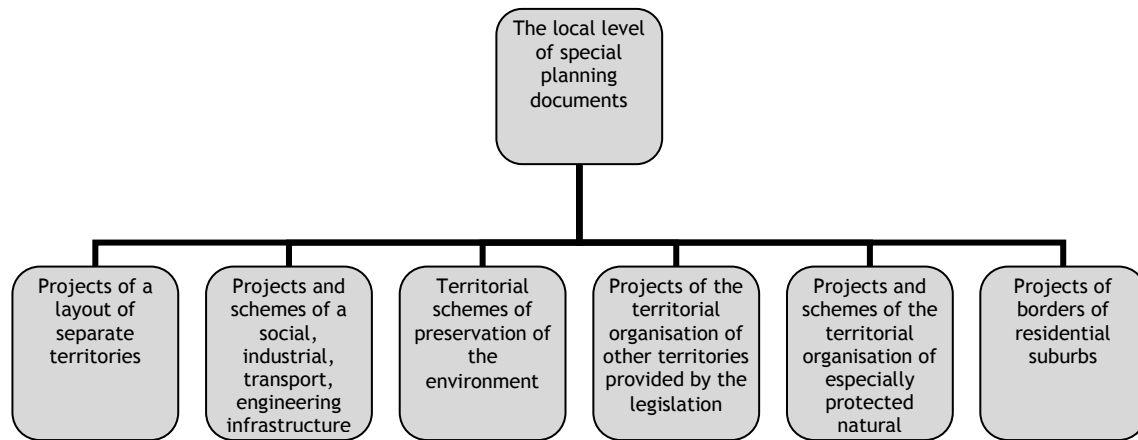 The local level
of special
planning
documents
Projects of a
layout of
separate
territories
Projects and
schemes of a
social,
industrial,
transport,
engineering
infrastructure
Territorial
schemes of
preservation of
the
environment
Projects of the
territorial
organisation of
other territories
provided by the
legislation
Projects and
schemes of the
territorial
organisation of
especially
protected
natural
Projects of
borders of
residential
suburbs